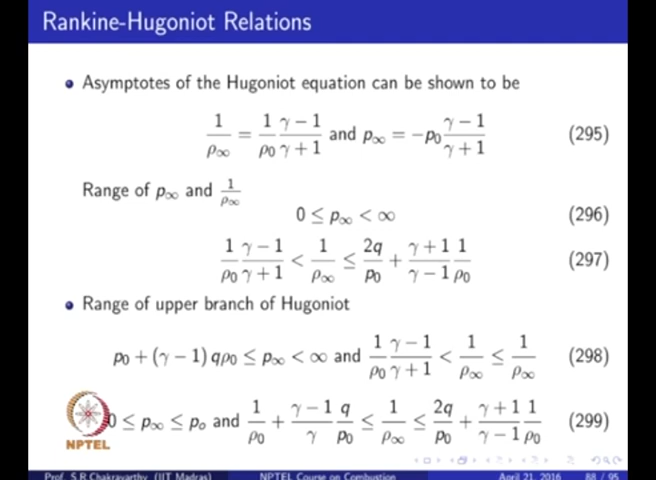 Rankine-Hugoniot Relations
Asymptotes of the Hugoniot equation can be shown to be
1/ρ∞ = 1/ρ0 γ − 1/γ + 1 and p∞ = −p0 γ − 1/γ + 1 (295)
Range of p∞ and 1/ρ∞
0 ≤ p∞ < ∞ (296)
1/ρ0 γ − 1/γ + 1 < 1/ρ∞ ≤ 2q/p0 + γ + 1/γ − 1 1/ρ0 (297)
Range of upper branch of Hugoniot
p0 + (γ − 1) qρ0 ≤ p∞ < ∞ and 1/ρ0 γ − 1/γ + 1 < 1/ρ∞ ≤ 1/ρ∞ (298)
0 ≤ p∞ ≤ po and 1/ρ0 + γ − 1/γ q/p0 ≤ 1/ρ∞ ≤ 2q/p0 + γ + 1/γ − 1 1/ρ0 (299)
NPTEL
Prof. S.R.Chakravarthy (IIT Madras) NPTEL Course on Combustion April 21, 2016 88 / 95